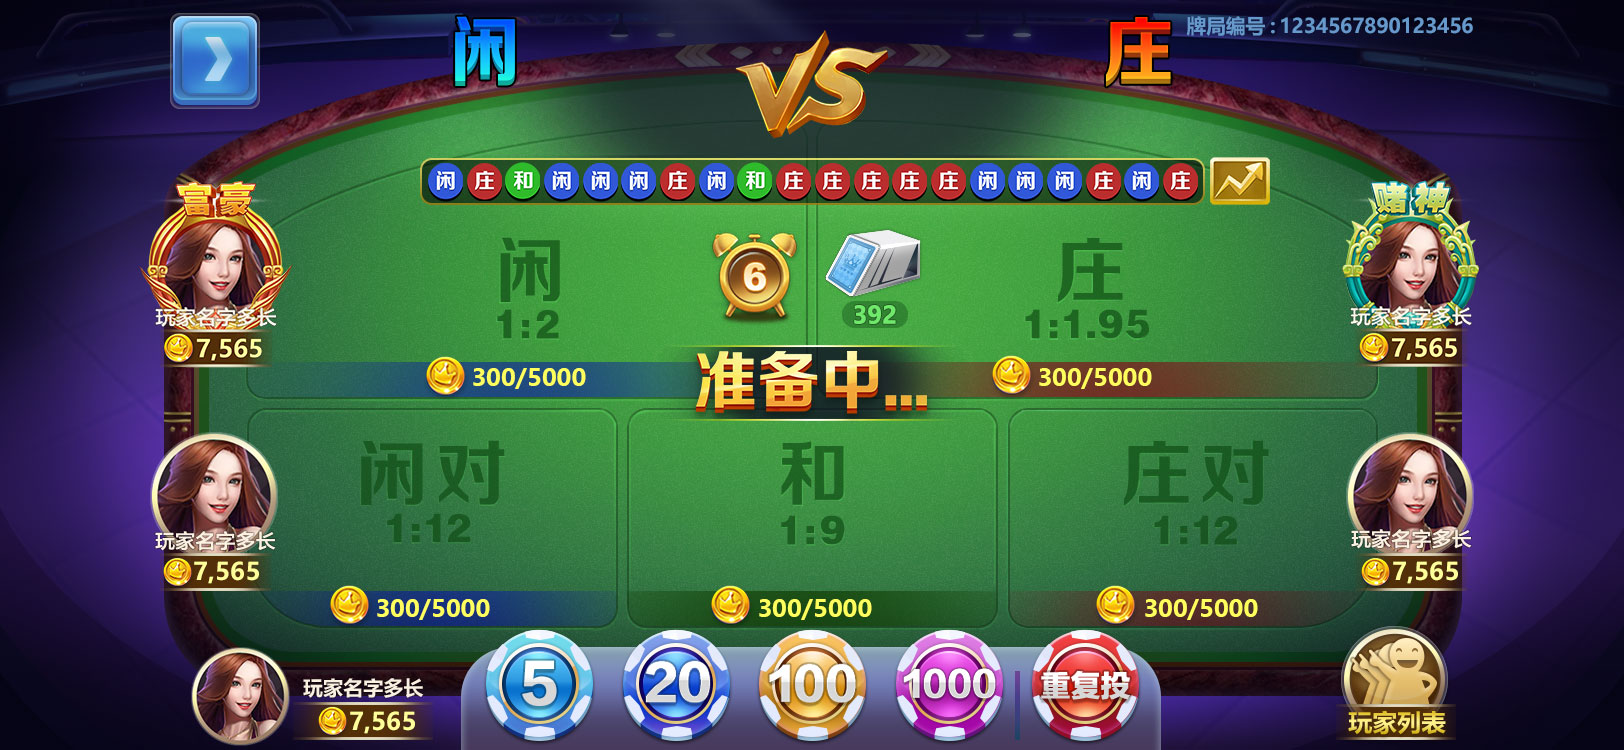 闲
VS
庄
牌局编号:1234567890123456
闲 庄 和 闲 闲 闲 庄 闲 和 庄 庄 庄 庄 庄 闲 闲 闲 庄 闲 庄
富豪
玩家名字多长
7,565
赌神
玩家名字多长
7,565
闲
1:2
300/5000
6
392
庄
1:1.95
300/5000
准备中...
玩家名字多长
7,565
玩家名字多长
7,565
闲对
1:12
300/5000
和
1:9
300/5000
庄对
1:12
300/5000
玩家名字多长
7,565
5
20
100
1000
重复投
玩家列表